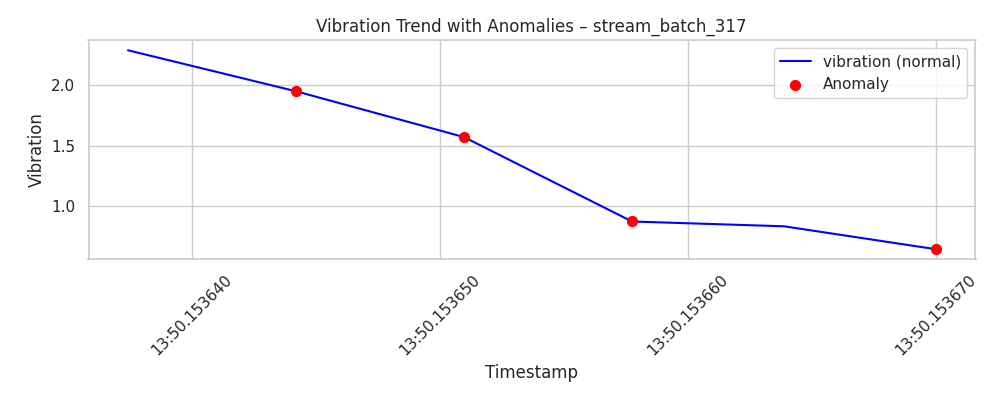 Vibration Trend with Anomalies – stream_batch_317
vibration (normal)
Anomaly
Vibration
2.0
1.5
1.0
13:50.153640
13:50.153650
13:50.153660
13:50.153670
Timestamp